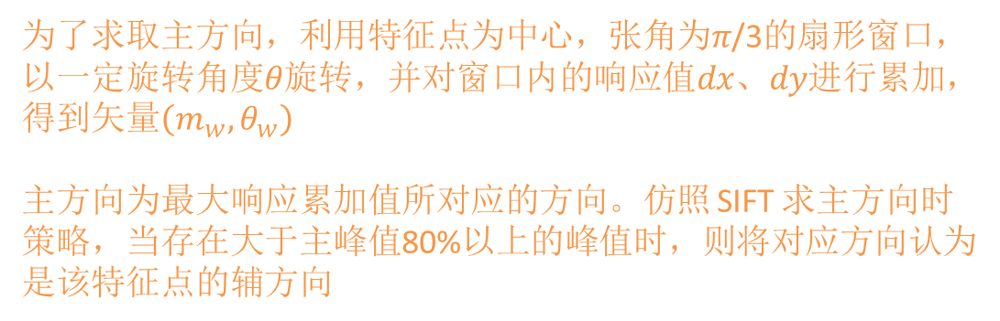 为了求取主方向，利用特征点为中心，张角为π/3的扇形窗口，
以一定旋转角度θ旋转，并对窗口内的响应值dx、dy进行累加，
得到矢量(m_w, θ_w)
主方向为最大响应累加值所对应的方向。仿照 SIFT 求主方向时
策略，当存在大于主峰值80%以上的峰值时，则将对应方向认为
是该特征点的辅方向